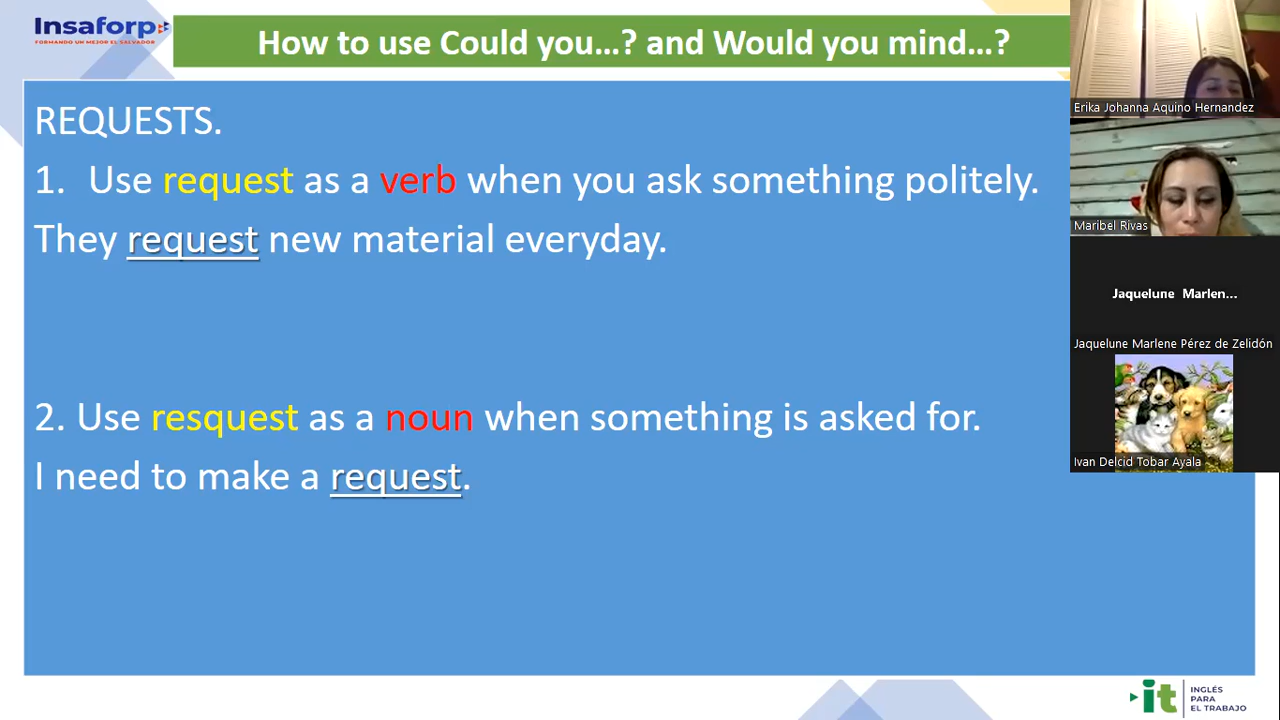 Insaforp
FORMANDO UN MEJOR EL SALVADOR
How to use Could you…? and Would you mind…?
REQUESTS.
1. Use request as a verb when you ask something politely.
They request new material everyday.
2. Use resquest as a noun when something is asked for.
I need to make a request.
Erika Johanna Aquino Hernandez
Maribel Rivas
Jaquelune Marlen...
Jaquelune Marlene Pérez de Zelidón
Ivan Delcid Tobar Ayala
it
INGLÉS
PARA
EL TRABAJO